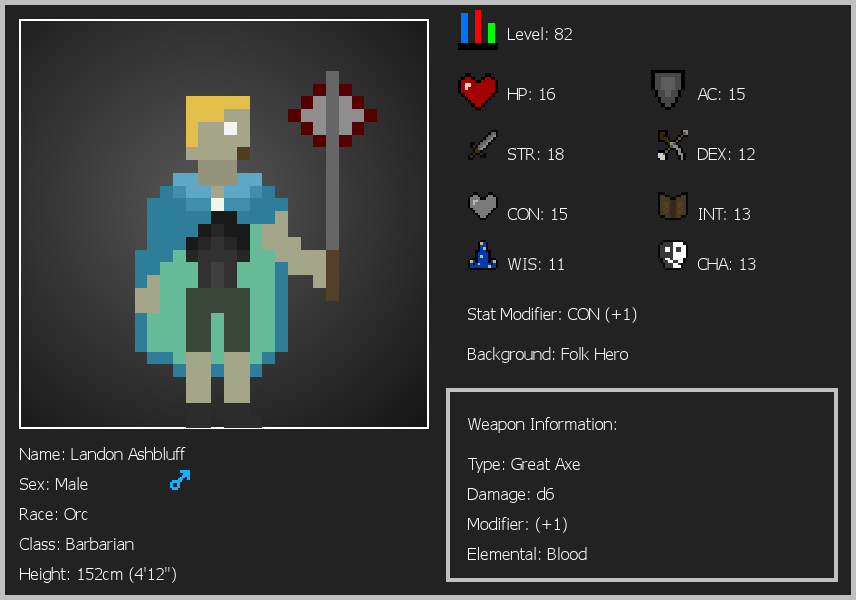 Level: 82
HP: 16
AC: 15
STR: 18
DEX: 12
CON: 15
INT: 13
WIS: 11
CHA: 13
Stat Modifier: CON (+1)
Background: Folk Hero
Weapon Information:
Type: Great Axe
Damage: d6
Modifier: (+1)
Elemental: Blood
Name: Landon Ashbluff
Sex: Male
Race: Orc
Class: Barbarian
Height: 152cm (4'12")